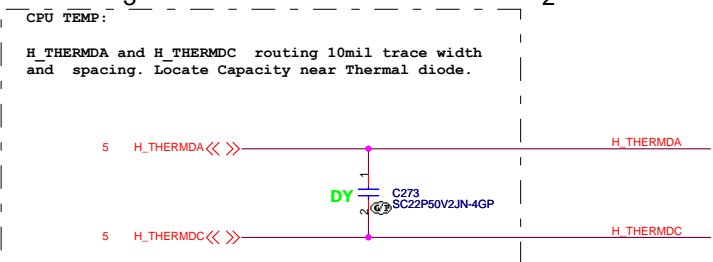 2
CPU TEMP:
H_THERMDA and H_THERMDC routing 10mil trace width
and spacing. Locate Capacity near Thermal diode.
5 H_THERMDA H_THERMDA
1
DY C273
2 G/P SC22P50V2JN-4GP
5 H_THERMDC H_THERMDC